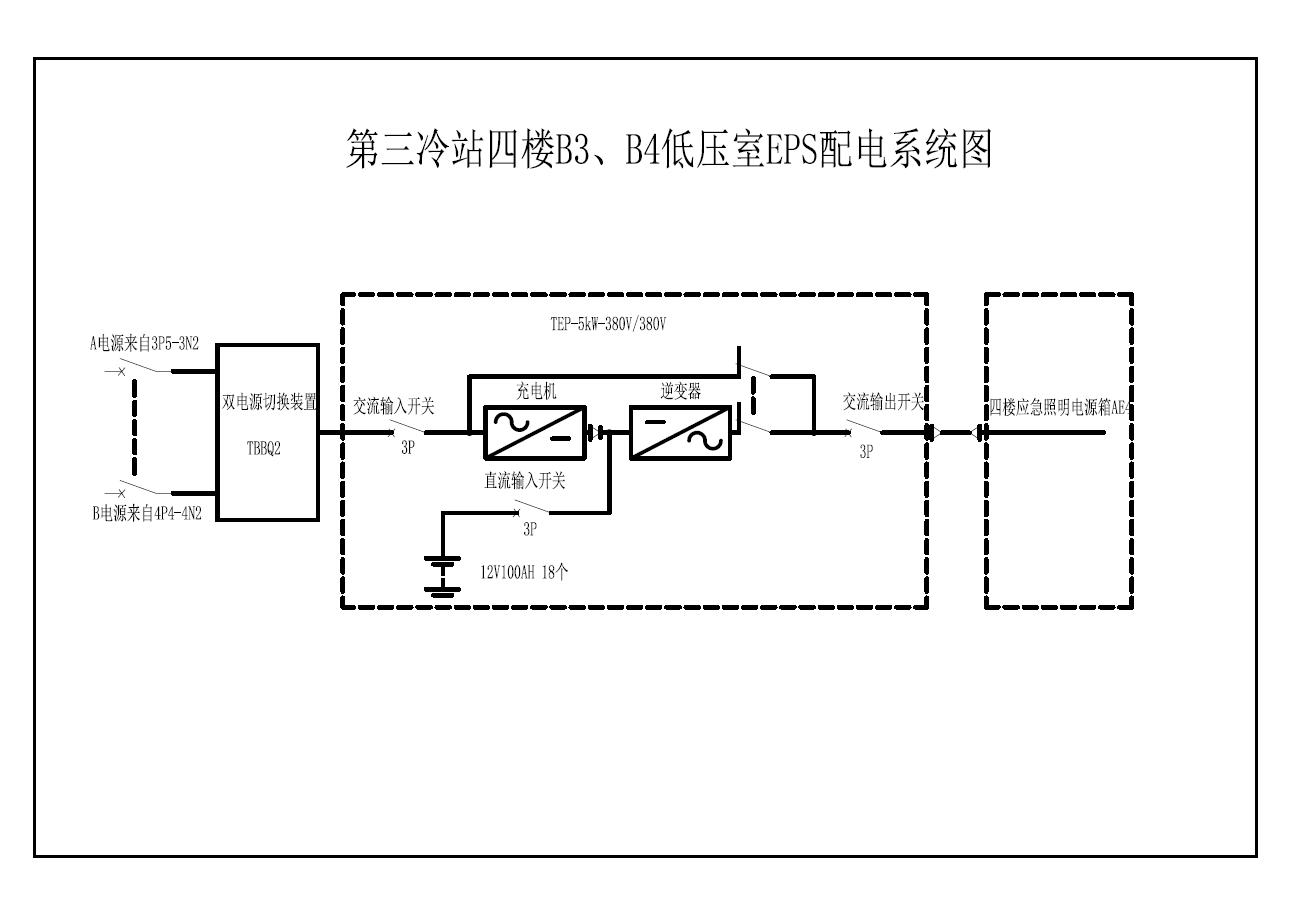 第三冷站四楼B3、B4低压室EPS配电系统图
TEP-5kW-380V/380V
A电源来自3P5-3N2
双电源切换装置
TBBQ2
B电源来自4P4-4N2
交流输入开关
3P
充电机
逆变器
交流输出开关
3P
四楼应急照明电源箱AE4
直流输入开关
3P
12V100AH 18个